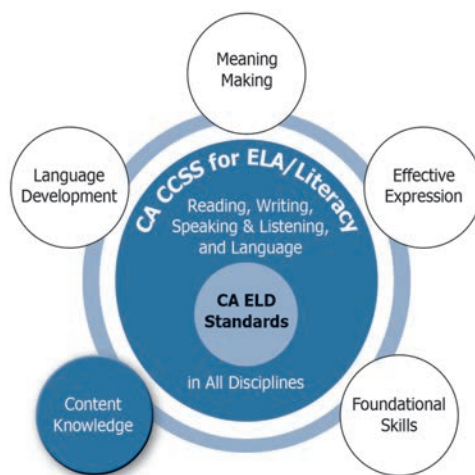 Meaning
Making
Language
Development
Effective
Expression
CA CCSS for ELA/Literacy
Reading, Writing,
Speaking & Listening,
and Language
CA ELD
Standards
in All Disciplines
Content
Knowledge
Foundational
Skills